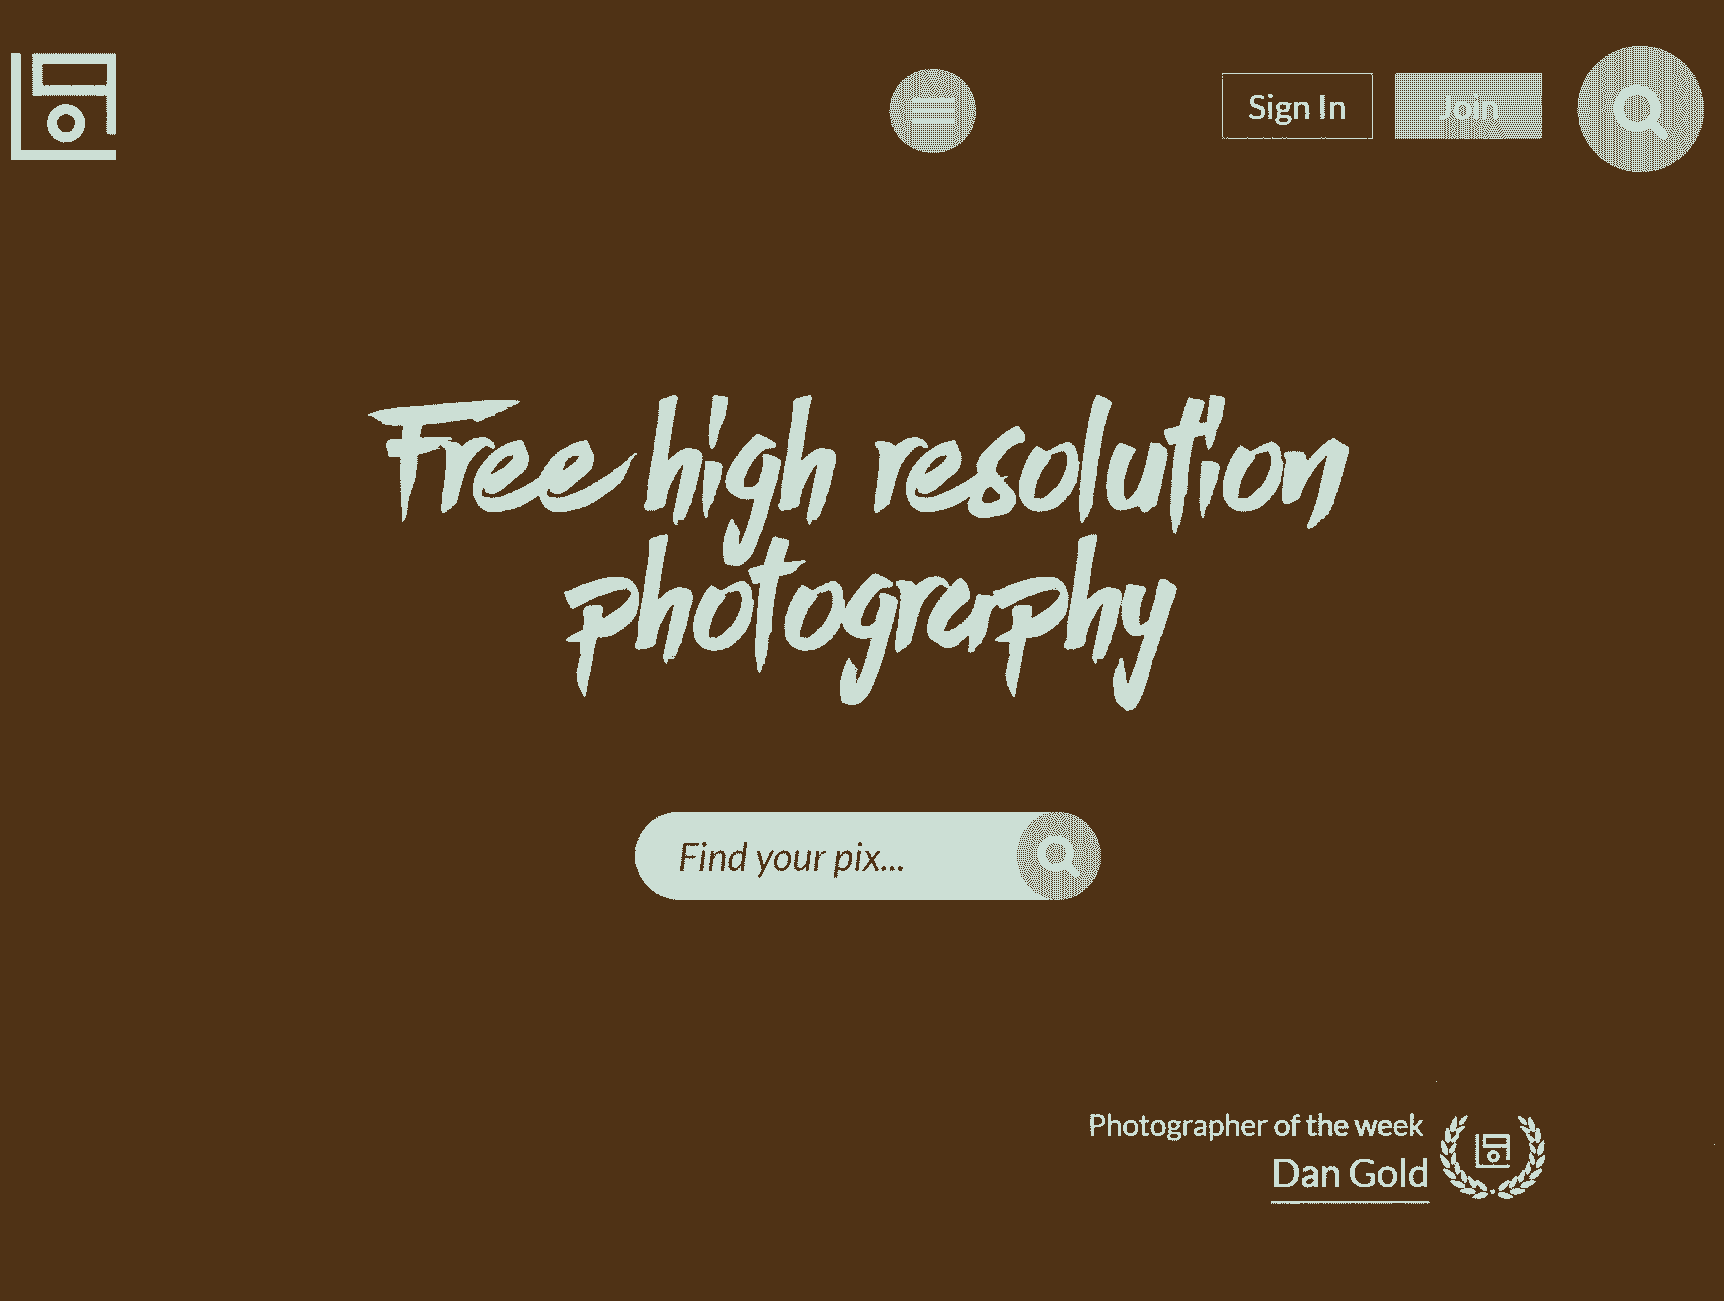 Sign In
Join
Free high resolution
photography
Find your pix...
Photographer of the week
Dan Gold